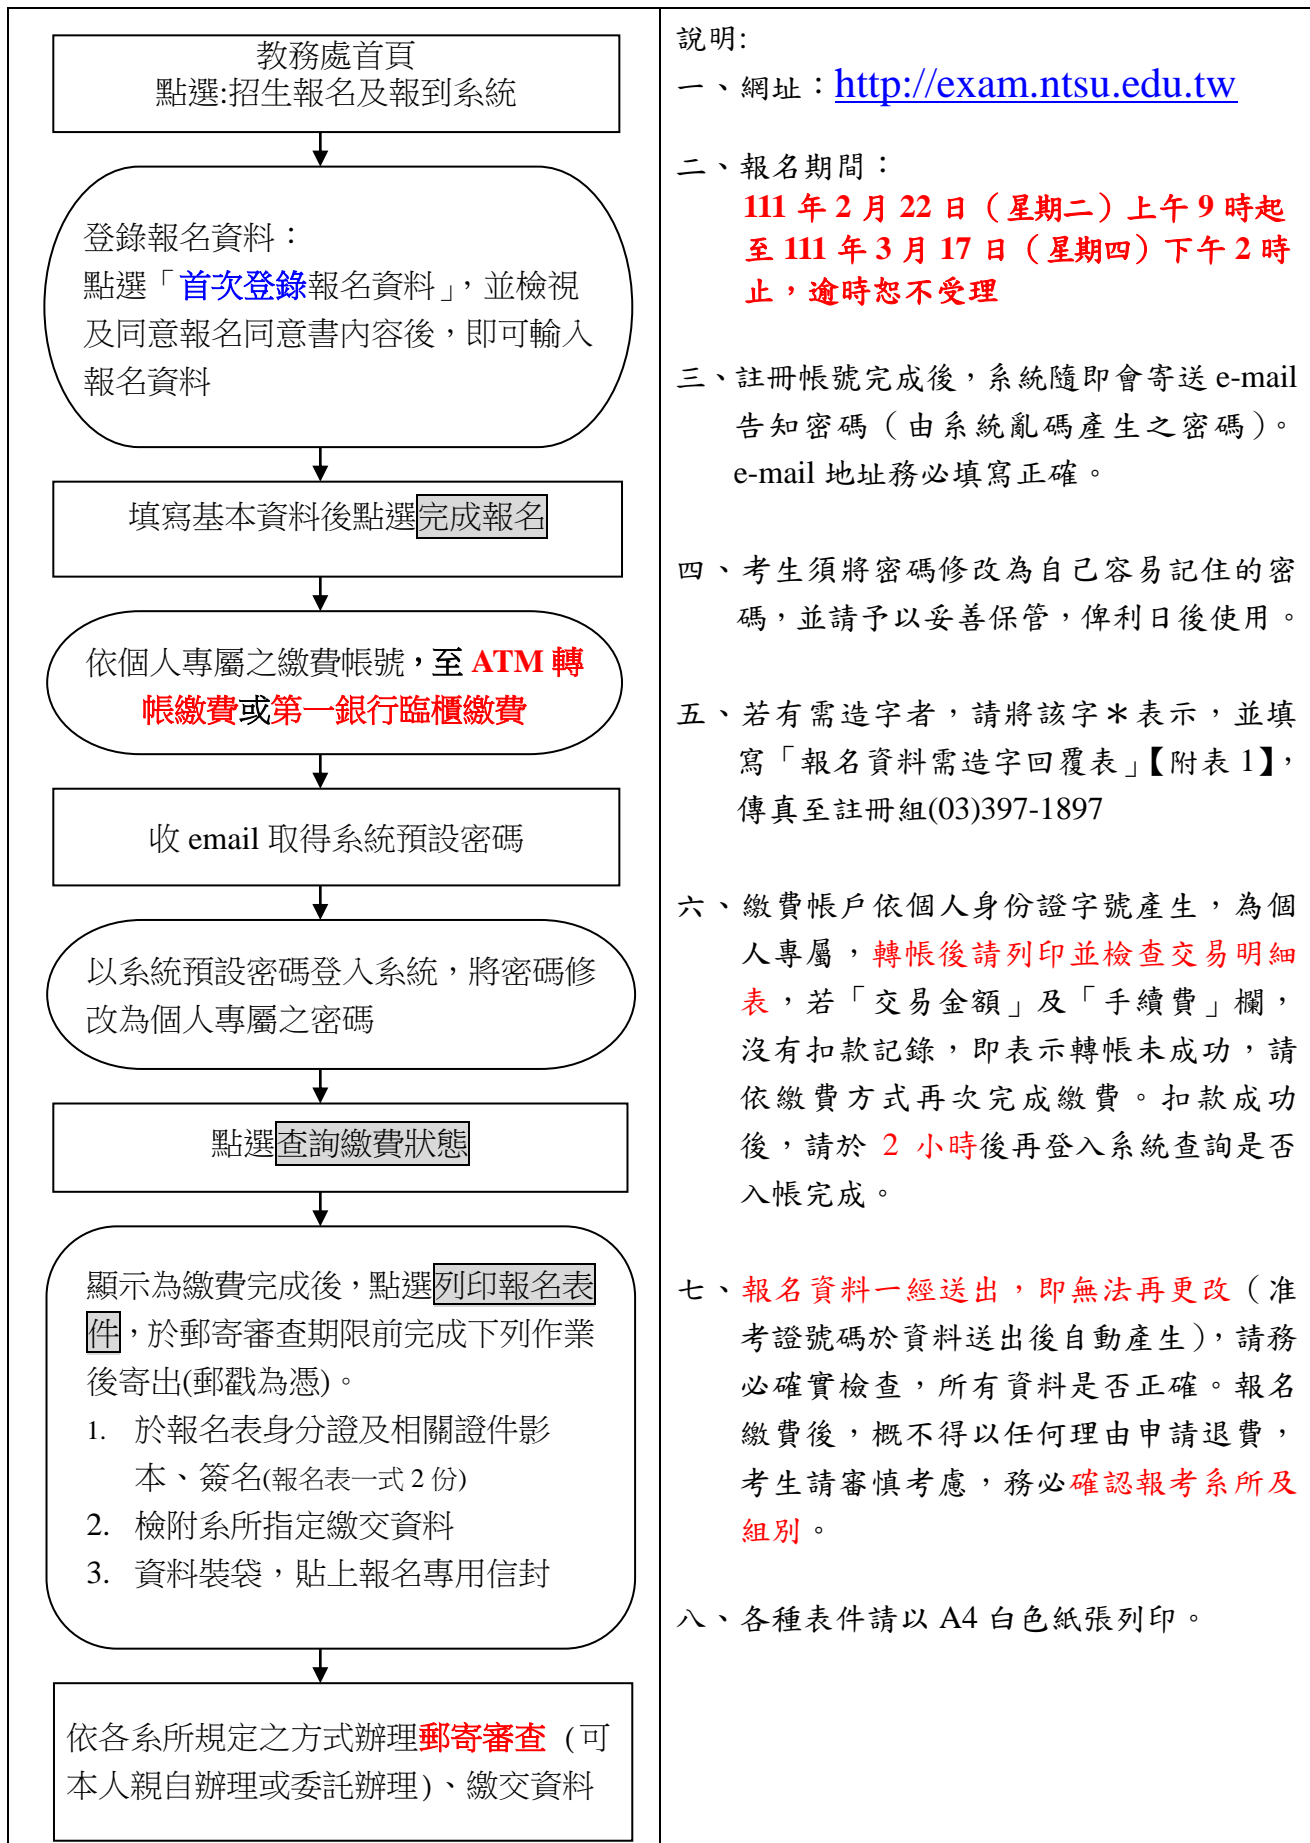 教務處首頁
點選:招生報名及報到系統
登錄報名資料：
點選「首次登錄報名資料」，並檢視
及同意報名同意書內容後，即可輸入
報名資料
填寫基本資料後點選完成報名
依個人專屬之繳費帳號，至 ATM 轉
帳繳費或第一銀行臨櫃繳費
收 email 取得系統預設密碼
以系統預設密碼登入系統，將密碼修
改為個人專屬之密碼
點選查詢繳費狀態
顯示為繳費完成後，點選列印報名表
件，於郵寄審查期限前完成下列作業
後寄出(郵戳為憑)。
1. 於報名表身分證及相關證件影
本、簽名(報名表一式 2 份)
2. 檢附系所指定繳交資料
3. 資料裝袋，貼上報名專用信封
依各系所規定之方式辦理郵寄審查（可
本人親自辦理或委託辦理）、繳交資料
說明:
一、網址：http://exam.ntsu.edu.tw
二、報名期間：
111 年 2 月 22 日（星期二）上午 9 時起
至 111 年 3 月 17 日（星期四）下午 2 時
止，逾時恕不受理
三、註冊帳號完成後，系統隨即會寄送 e-mail
告知密碼（由系統亂碼產生之密碼）。
e-mail 地址務必填寫正確。
四、考生須將密碼修改為自己容易記住的密
碼，並請予以妥善保管，俾利日後使用。
五、若有需造字者，請將該字＊表示，並填
寫「報名資料需造字回覆表」【附表 1】，
傳真至註冊組(03)397-1897
六、繳費帳戶依個人身份證字號產生，為個
人專屬，轉帳後請列印並檢查交易明細
表，若「交易金額」及「手續費」欄，
沒有扣款記錄，即表示轉帳未成功，請
依繳費方式再次完成繳費。扣款成功
後，請於 2 小時後再登入系統查詢是否
入帳完成。
七、報名資料一經送出，即無法再更改（准
考證號碼於資料送出後自動產生），請務
必確實檢查，所有資料是否正確。報名
繳費後，概不得以任何理由申請退費，
考生請審慎考慮，務必確認報考系所及
組別。
八、各種表件請以 A4 白色紙張列印。